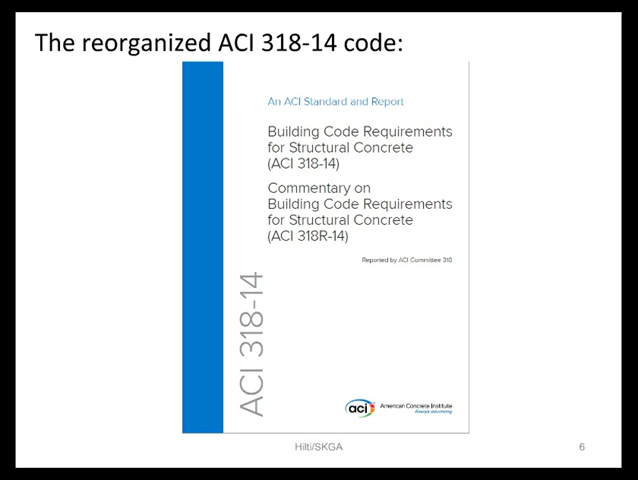 The reorganized ACI 318-14 code:
An ACI Standard and Report
Building Code Requirements
for Structural Concrete
(ACI 318-14)
Commentary on
Building Code Requirements
for Structural Concrete
(ACI 318R-14)
Reported by ACI Committee 318
ACI 318-14
aci
American Concrete Institute
Always advancing
Hilti/SKGA
6